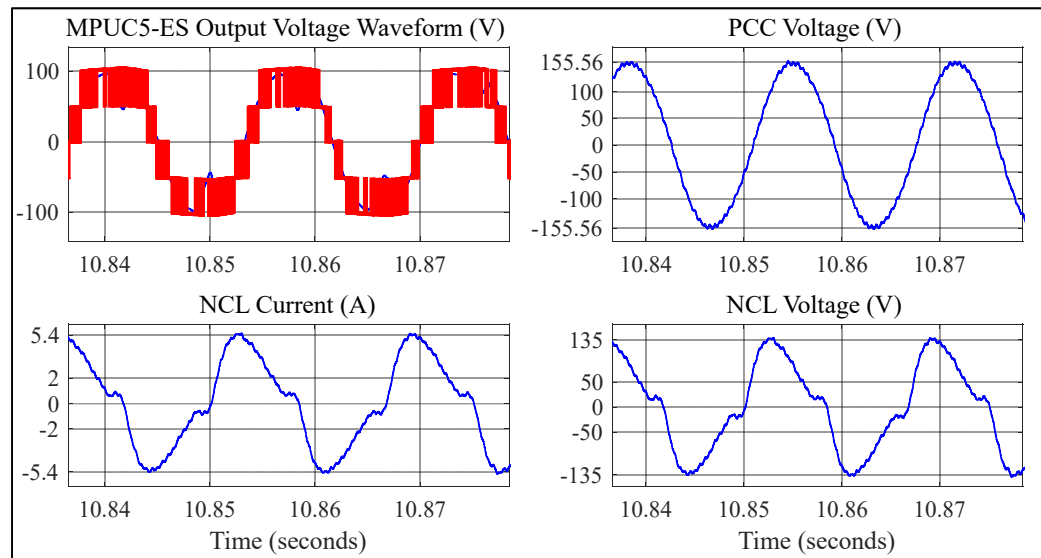 MPUC5-ES Output Voltage Waveform (V)
100
0
-100
10.84 10.85 10.86 10.87
PCC Voltage (V)
155.56
100
50
0
-50
-100
-155.56
10.84 10.85 10.86 10.87
NCL Current (A)
5.4
2
0
-2
-5.4
10.84 10.85 10.86 10.87
Time (seconds)
NCL Voltage (V)
135
50
0
-50
-135
10.84 10.85 10.86 10.87
Time (seconds)